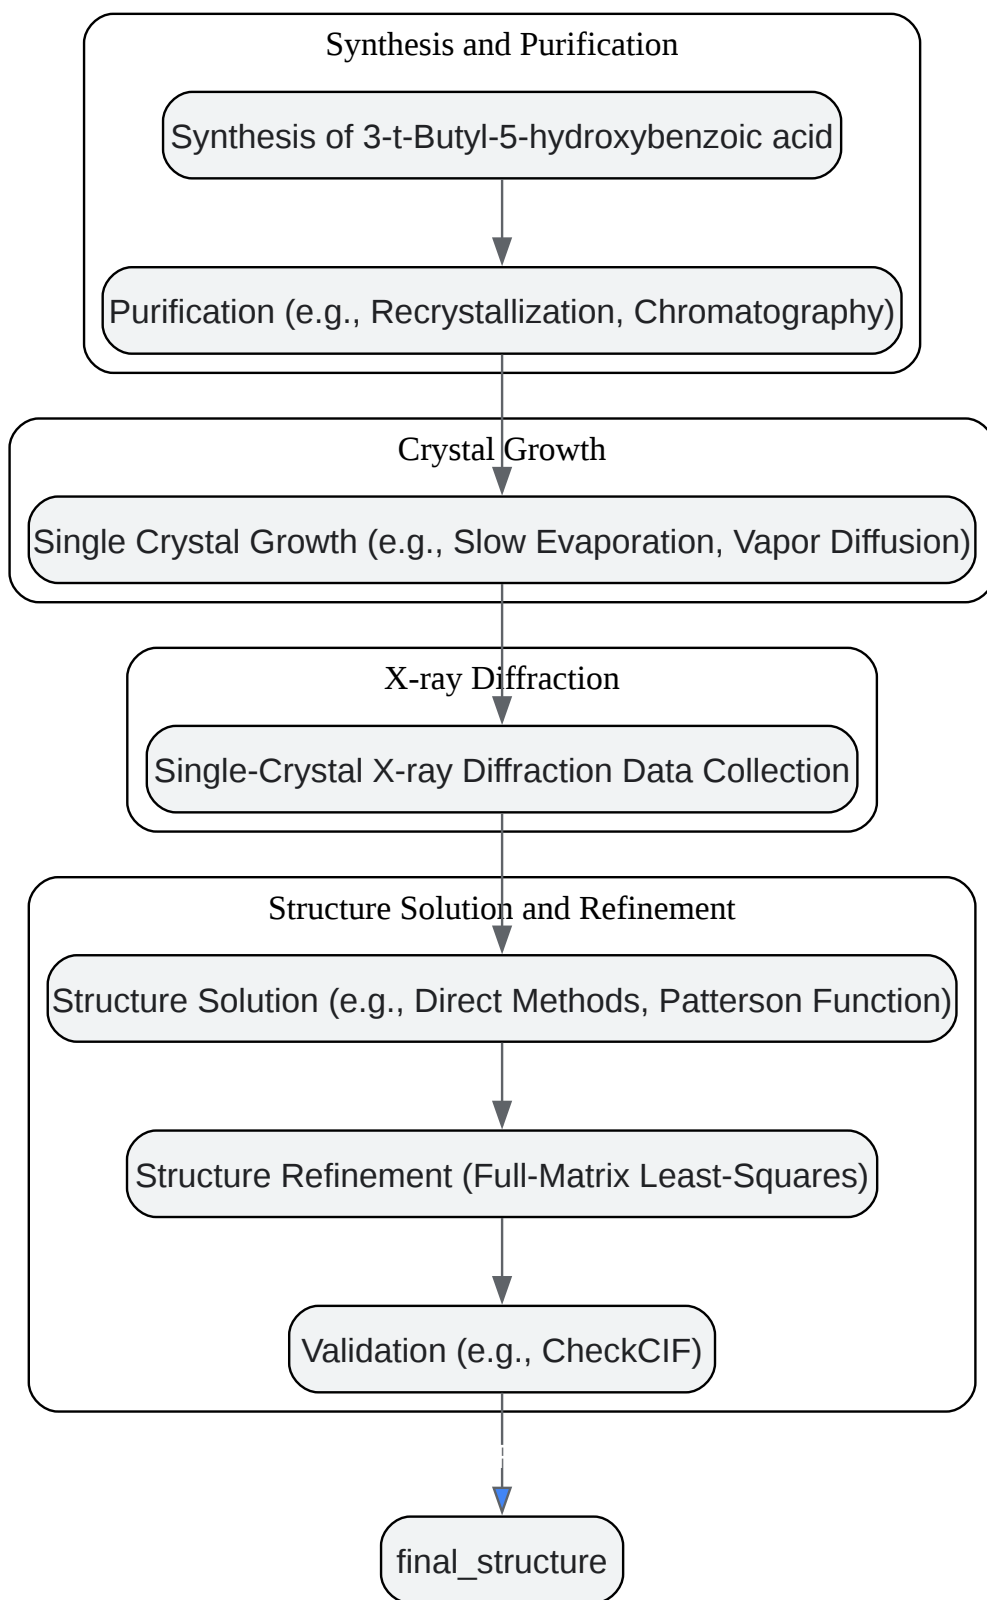 Synthesis and Purification
Synthesis of 3-t-Butyl-5-hydroxybenzoic acid
Purification (e.g., Recrystallization, Chromatography)
Crystal Growth
Single Crystal Growth (e.g., Slow Evaporation, Vapor Diffusion)
X-ray Diffraction
Single-Crystal X-ray Diffraction Data Collection
Structure Solution and Refinement
Structure Solution (e.g., Direct Methods, Patterson Function)
Structure Refinement (Full-Matrix Least-Squares)
Validation (e.g., CheckCIF)
final_structure